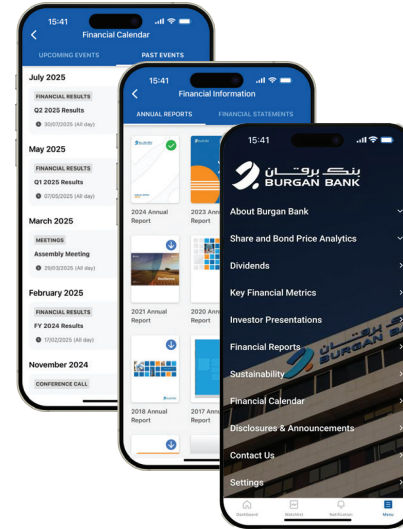 15:41
Financial Calendar
UPCOMING EVENTS
PAST EVENTS
July 2025
FINANCIAL RESULTS
Q2 2025 Results
30/07/2025 (All day)
May 2025
FINANCIAL RESULTS
Q1 2025 Results
07/05/2025 (All day)
March 2025
MEETINGS
Assembly Meeting
29/03/2025 (All day)
February 2025
FINANCIAL RESULTS
FY 2024 Results
17/02/2025 (All day)
November 2024
CONFERENCE CALL
15:41
Financial Information
ANNUAL REPORTS
FINANCIAL STATEMENTS
2024 Annual
Report
2023 Ann
Report
2021 Annual
Report
2020 Ann
Report
2018 Annual
Report
2017 Ann
Report
15:41
بنك برقان
BURGAN BANK
About Burgan Bank
Share and Bond Price Analytics
Dividends
Key Financial Metrics
Investor Presentations
Financial Reports
Sustainability
Financial Calendar
Disclosures & Announcements
Contact Us
Settings
Dashboard
Watchlist
Notification
Menu